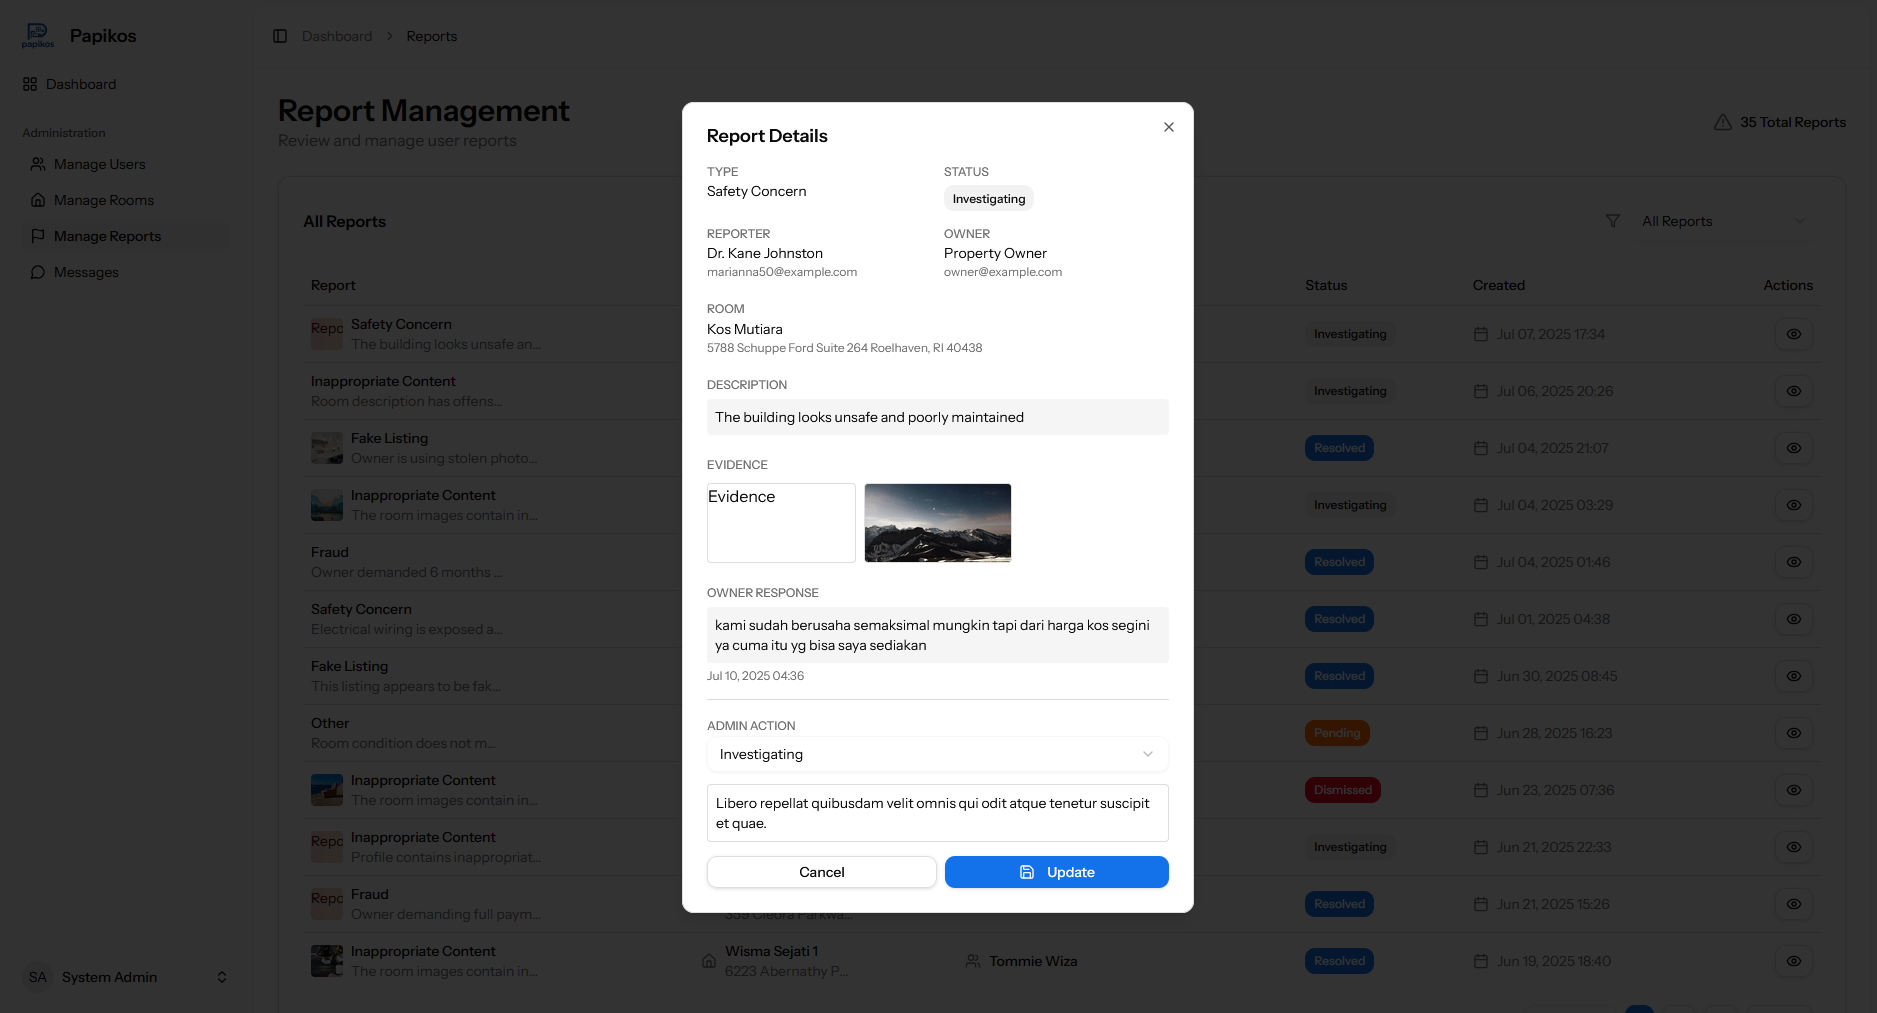 papikos
Papikos
Dashboard
Administration
Manage Users
Manage Rooms
Manage Reports
Messages
SA
System Admin
Dashboard > Reports
Report Management
Review and manage user reports
35 Total Reports
All Reports
All Reports
Report
Status
Created
Actions
Repo
Safety Concern
The building looks unsafe an...
Investigating
Jul 07, 2025 17:34
Inappropriate Content
Room description has offens...
Investigating
Jul 06, 2025 20:26
Fake Listing
Owner is using stolen photo...
Resolved
Jul 04, 2025 21:07
Inappropriate Content
The room images contain in...
Investigating
Jul 04, 2025 03:29
Fraud
Owner demanded 6 months ...
Resolved
Jul 04, 2025 01:46
Safety Concern
Electrical wiring is exposed a...
Resolved
Jul 01, 2025 04:38
Fake Listing
This listing appears to be fak...
Resolved
Jun 30, 2025 08:45
Other
Room condition does not m...
Pending
Jun 28, 2025 16:23
Inappropriate Content
The room images contain in...
Dismissed
Jun 23, 2025 07:36
Repo
Inappropriate Content
Profile contains inappropriat...
Investigating
Jun 21, 2025 22:33
Repo
Fraud
Owner demanding full paym...
359 Cleora Parkwa...
Resolved
Jun 21, 2025 15:26
Inappropriate Content
The room images contain in...
Wisma Sejati 1
6223 Abernathy P...
Tommie Wiza
Resolved
Jun 19, 2025 18:40
Report Details
TYPE
Safety Concern
STATUS
Investigating
REPORTER
Dr. Kane Johnston
marianna50@example.com
OWNER
Property Owner
owner@example.com
ROOM
Kos Mutiara
5788 Schuppe Ford Suite 264 Roelhaven, RI 40438
DESCRIPTION
The building looks unsafe and poorly maintained
EVIDENCE
Evidence
OWNER RESPONSE
kami sudah berusaha semaksimal mungkin tapi dari harga kos segini
ya cuma itu yg bisa saya sediakan
Jul 10, 2025 04:36
ADMIN ACTION
Investigating
Libero repellat quibusdam velit omnis qui odit atque tenetur suscipit
et quae.
Cancel
Update